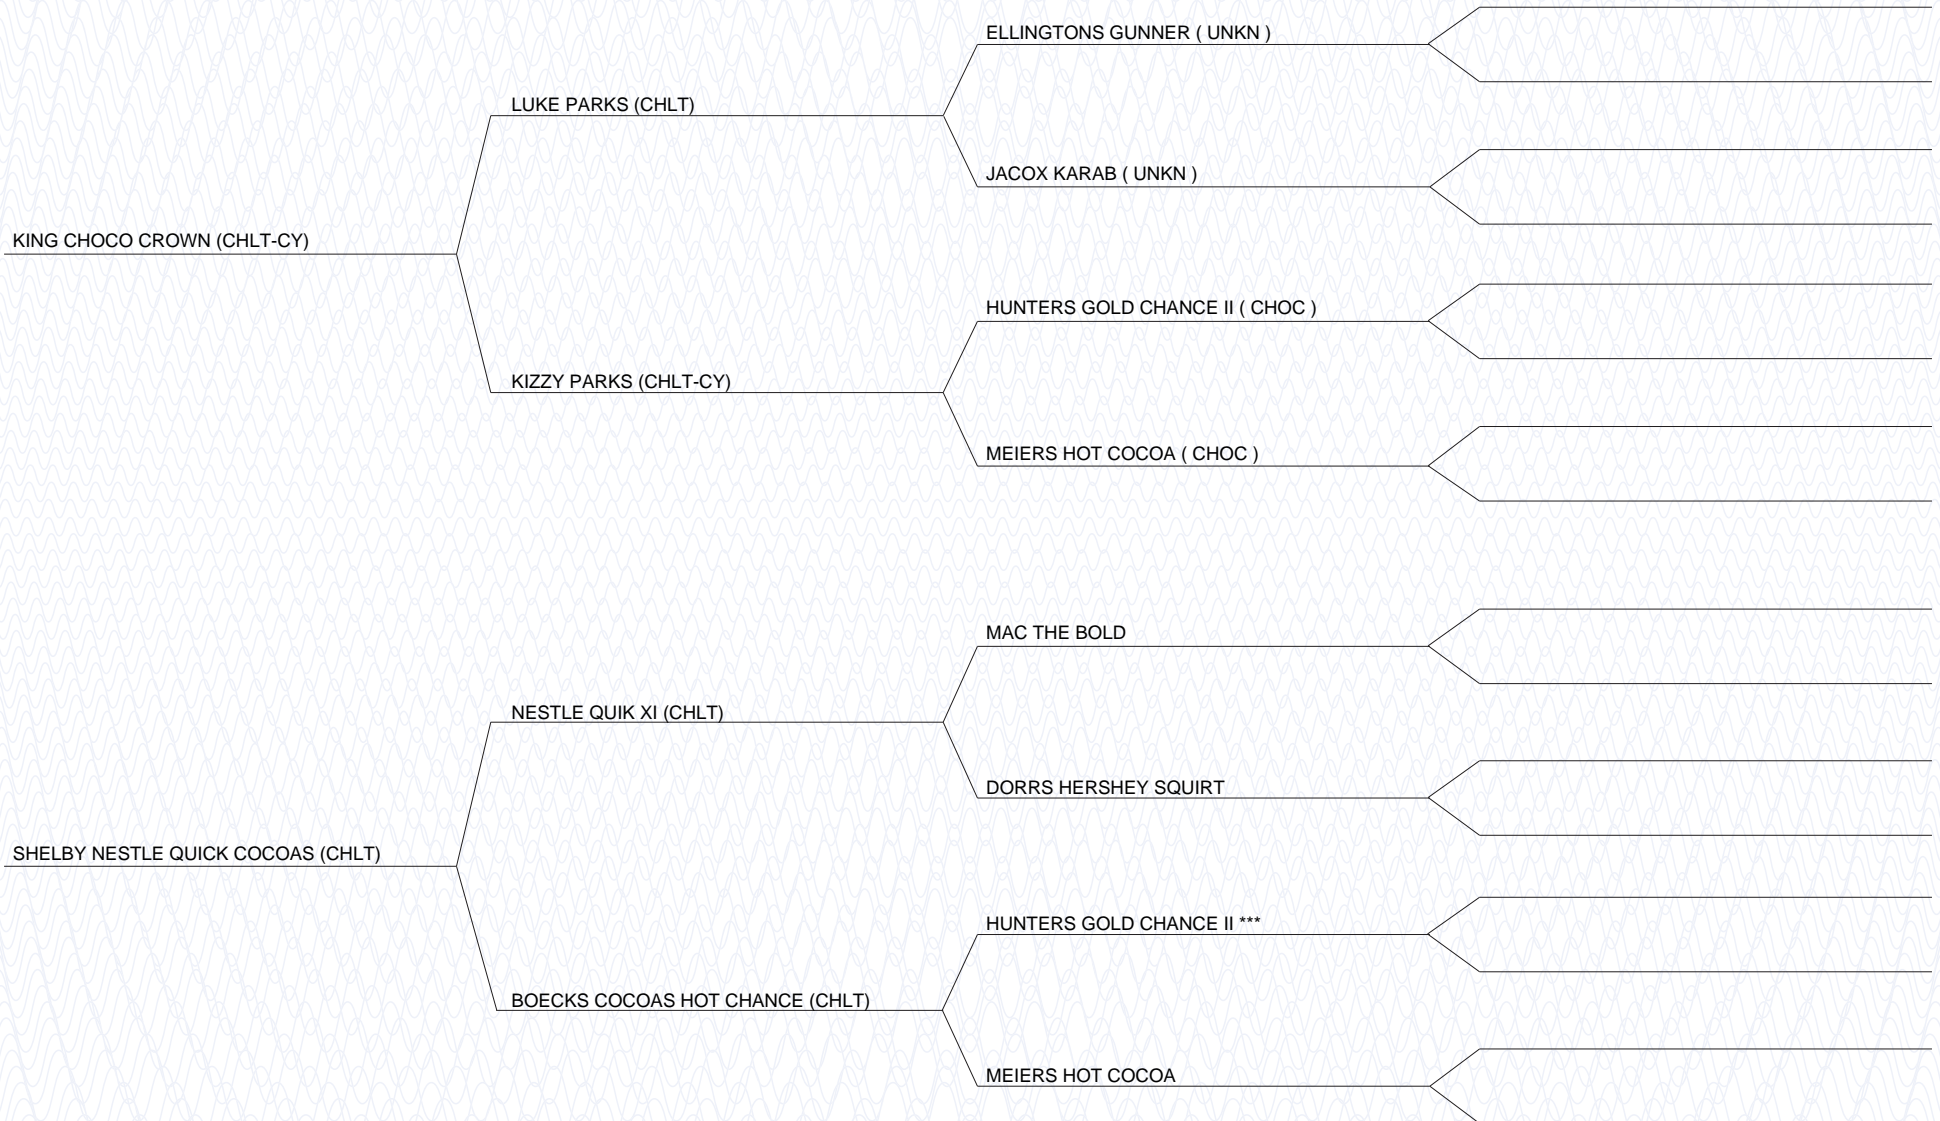 ELLINGTONS GUNNER ( UNKN )
LUKE PARKS (CHLT)
JACOX KARAB ( UNKN )
KING CHOCO CROWN (CHLT-CY)
HUNTERS GOLD CHANCE II ( CHOC )
KIZZY PARKS (CHLT-CY)
MEIERS HOT COCOA ( CHOC )
MAC THE BOLD
NESTLE QUIK XI (CHLT)
DORRS HERSHEY SQUIRT
SHELBY NESTLE QUICK COCOAS (CHLT)
HUNTERS GOLD CHANCE II ***
BOECKS COCOAS HOT CHANCE (CHLT)
MEIERS HOT COCOA